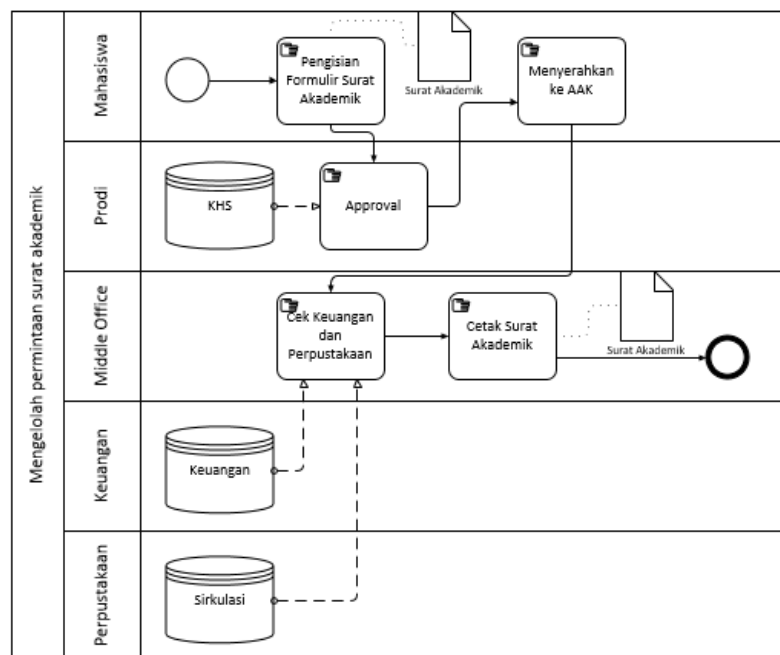 Mengelolah permintaan surat akademik
Mahasiswa
Pengisian
Formulir Surat
Akademik
Surat Akademik
Menyerahkan
ke AAK
Prodi
KHS
Approval
Middle Office
Cek Keuangan
dan
Perpustakaan
Cetak Surat
Akademik
Surat Akademik
Keuangan
Keuangan
Perpustakaan
Sirkulasi